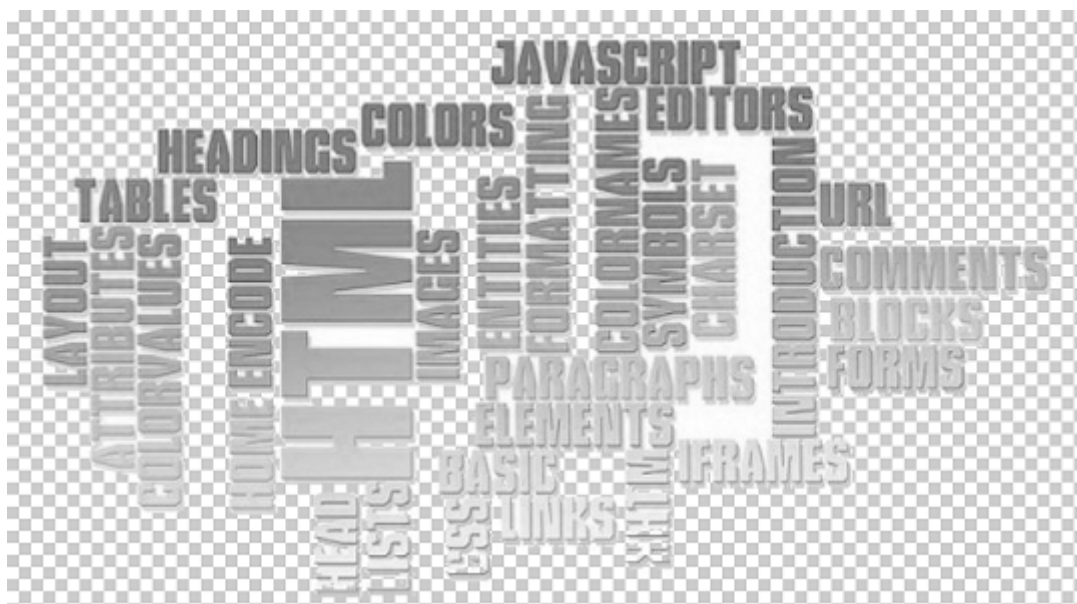 JAVASCRIPT
EDITORS
COLORS
HEADINGS
TABLES
URL
LAYOUT
ATTRIBUTES
COLORVALUES
ENCODE
HOME
HTML
IMAGES
ENTITIES
FORMATTING
COLORNAMES
SYMBOLS
CHARSET
INTRODUCTION
COMMENTS
BLOCKS
FORMS
PARAGRAPHS
ELEMENTS
IFRAMES
BASIC
LINKS
CSS
XHTML
HEAD
LISTS